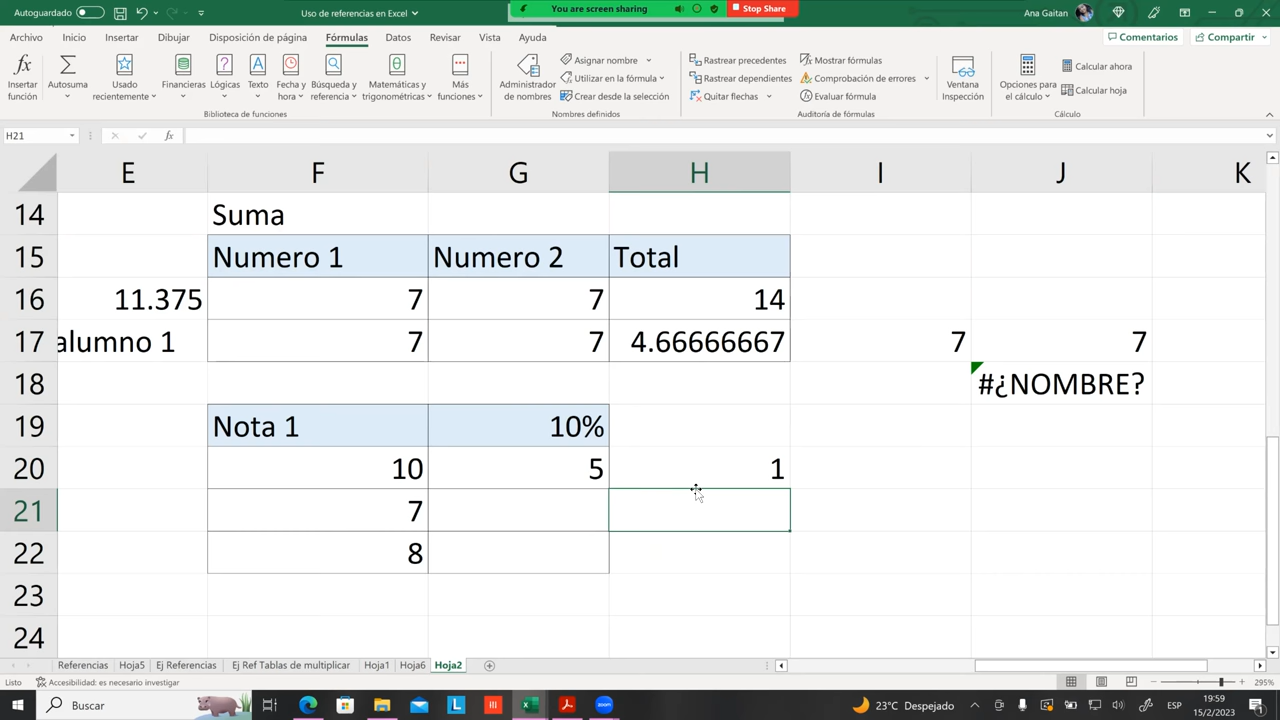 Autoguardado
Uso de referencias en Excel
You are screen sharing
Stop Share
Ana Gaitan
Archivo Inicio Insertar Dibujar Disposición de página Fórmulas Datos Revisar Vista Ayuda
Comentarios Compartir
Insertar función
Autosuma
Usado recientemente
Financieras
Lógicas
Texto
Fecha y hora
Búsqueda y referencia
Matemáticas y trigonométricas
Más funciones
Biblioteca de funciones
Administrador de nombres
Asignar nombre
Utilizar en la fórmula
Crear desde la selección
Nombres definidos
Rastrear precedentes
Rastrear dependientes
Quitar flechas
Mostrar fórmulas
Comprobación de errores
Evaluar fórmula
Auditoría de fórmulas
Ventana Inspección
Opciones para el cálculo
Calcular ahora
Calcular hoja
Cálculo
H21 fx
E F G H I J K
14 Suma
15 Numero 1 Numero 2 Total
16 11.375 7 7 14
17 alumno 1 7 7 4.66666667 7 7
18 #¿NOMBRE?
19 Nota 1 10%
20 10 5 1
21 7
22 8
23
24
Referencias Hoja5 Ej Referencias Ej Ref Tablas de multiplicar Hoja1 Hoja6 Hoja2
Listo Accesibilidad: es necesario investigar 295%
Buscar 23°C Despejado ESP 19:59
15/2/2023